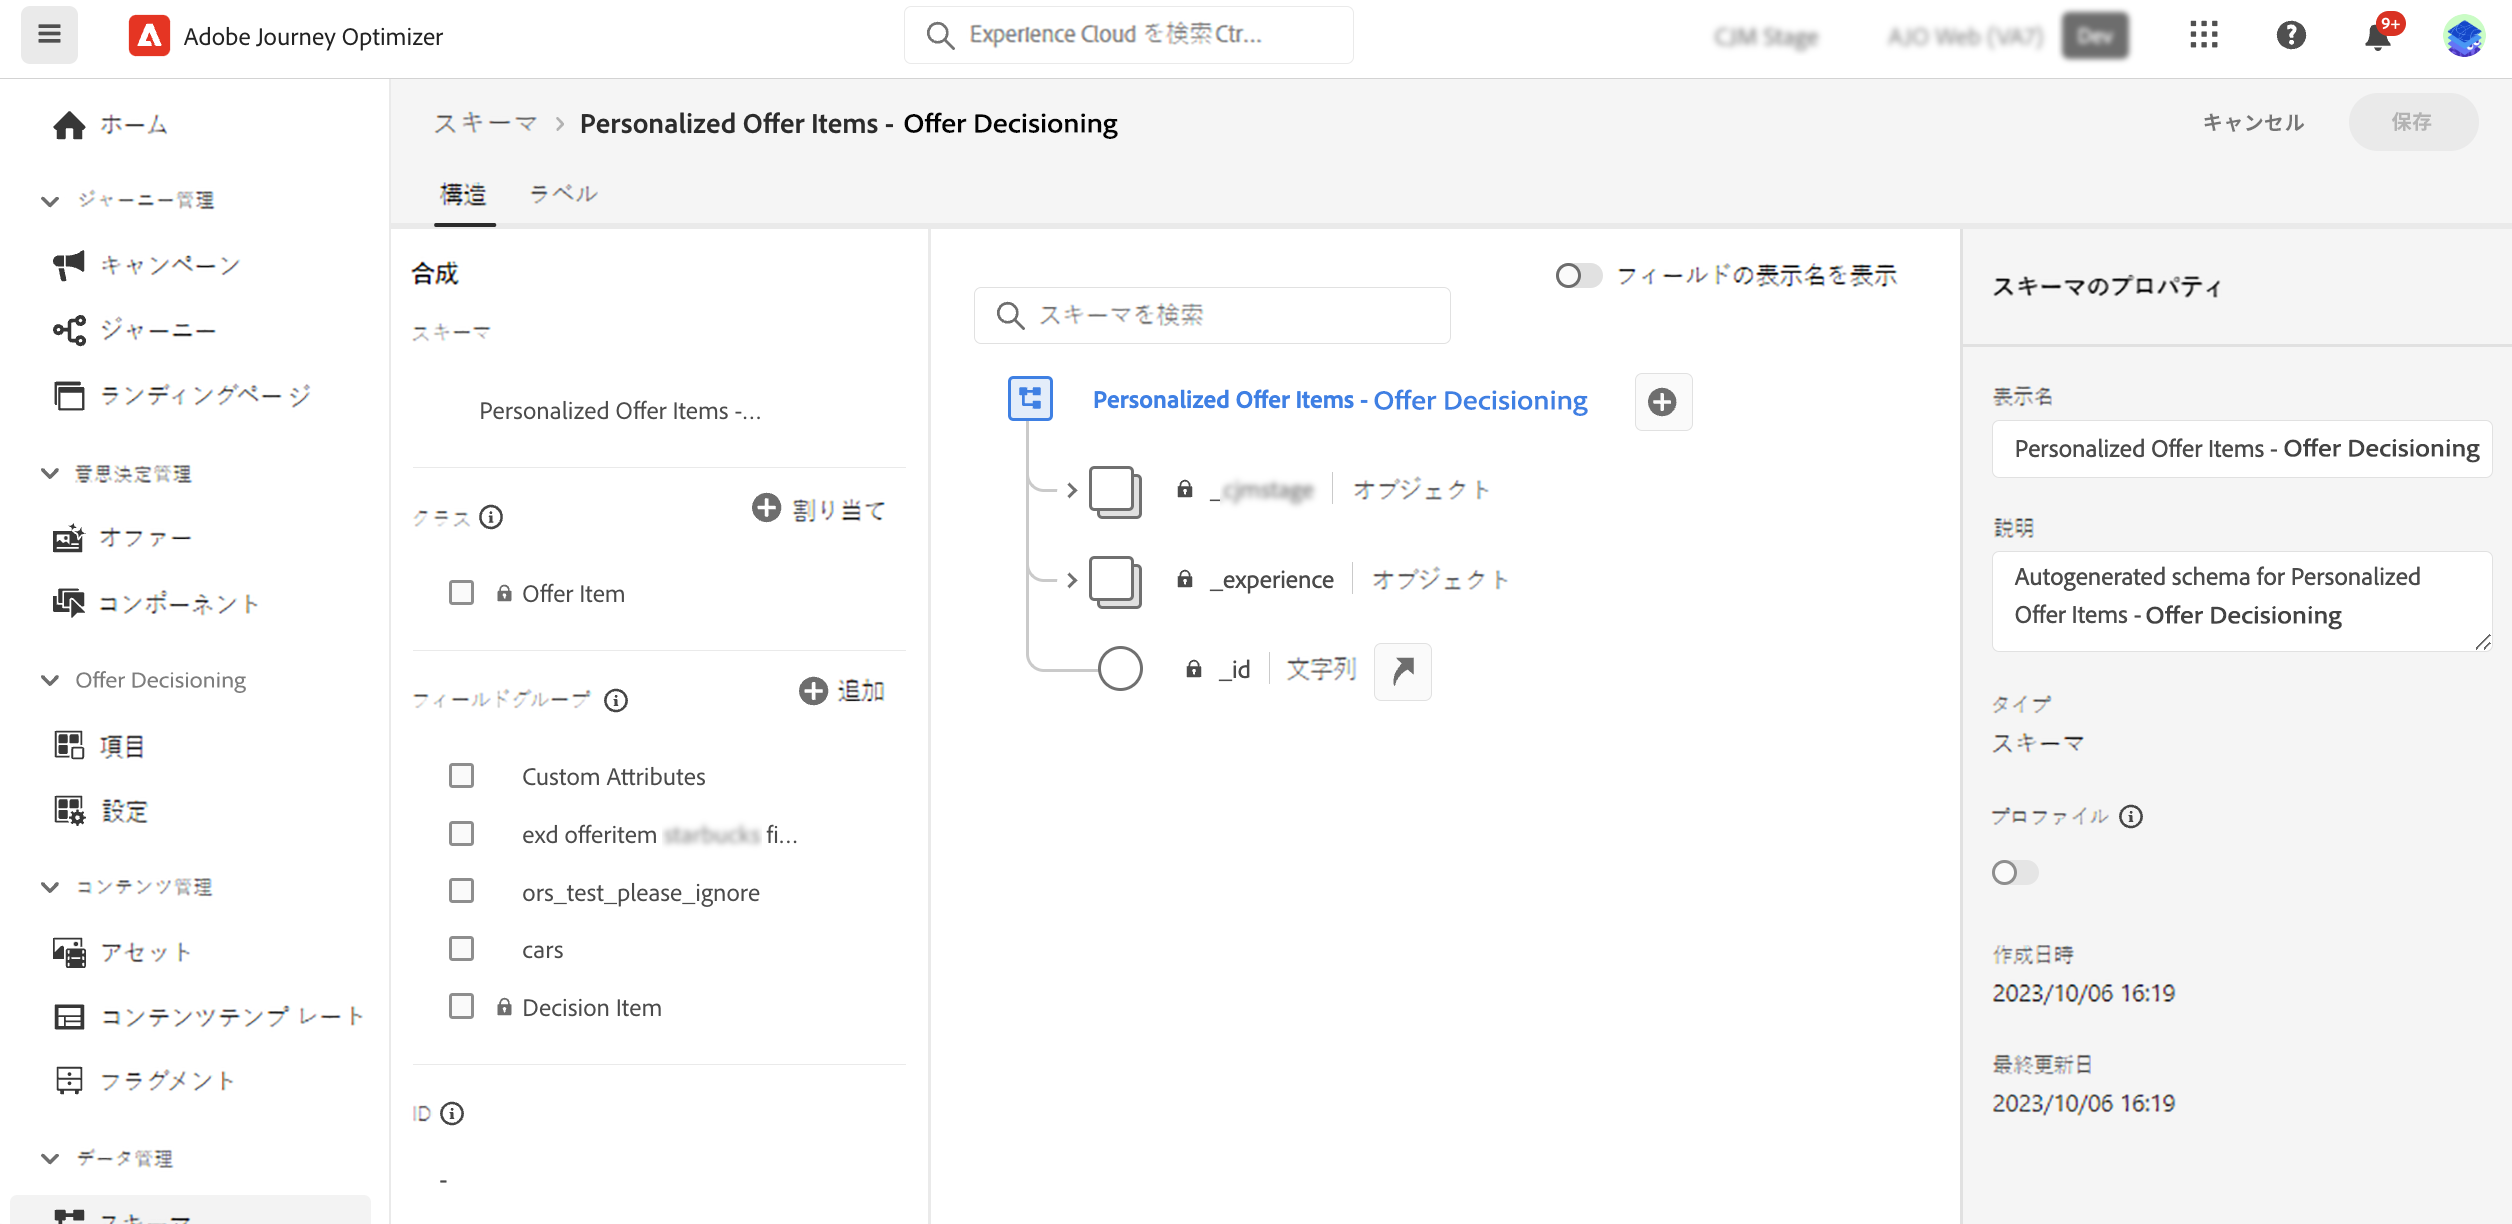 Adobe Journey Optimizer
Experience Cloud を検索 Ctr...
9+
ホーム
ジャーニー管理
キャンペーン
ジャーニー
ランディングページ
意思決定管理
オファー
コンポーネント
Offer Decisioning
項目
設定
コンテンツ管理
アセット
コンテンツテンプレート
フラグメント
データ管理
スキーマ
スキーマ > Personalized Offer Items - Offer Decisioning
キャンセル
保存
構造
ラベル
合成
スキーマ
Personalized Offer Items -...
クラス
割り当て
Offer Item
フィールドグループ
追加
Custom Attributes
exd offeritem fi...
ors_test_please_ignore
cars
Decision Item
ID
-
フィールドの表示名を表示
スキーマを検索
Personalized Offer Items - Offer Decisioning
_ オブジェクト
_experience オブジェクト
_id 文字列
スキーマのプロパティ
表示名
Personalized Offer Items - Offer Decisioning
説明
Autogenerated schema for Personalized
Offer Items - Offer Decisioning
タイプ
スキーマ
プロファイル
作成日時
2023/10/06 16:19
最終更新日
2023/10/06 16:19